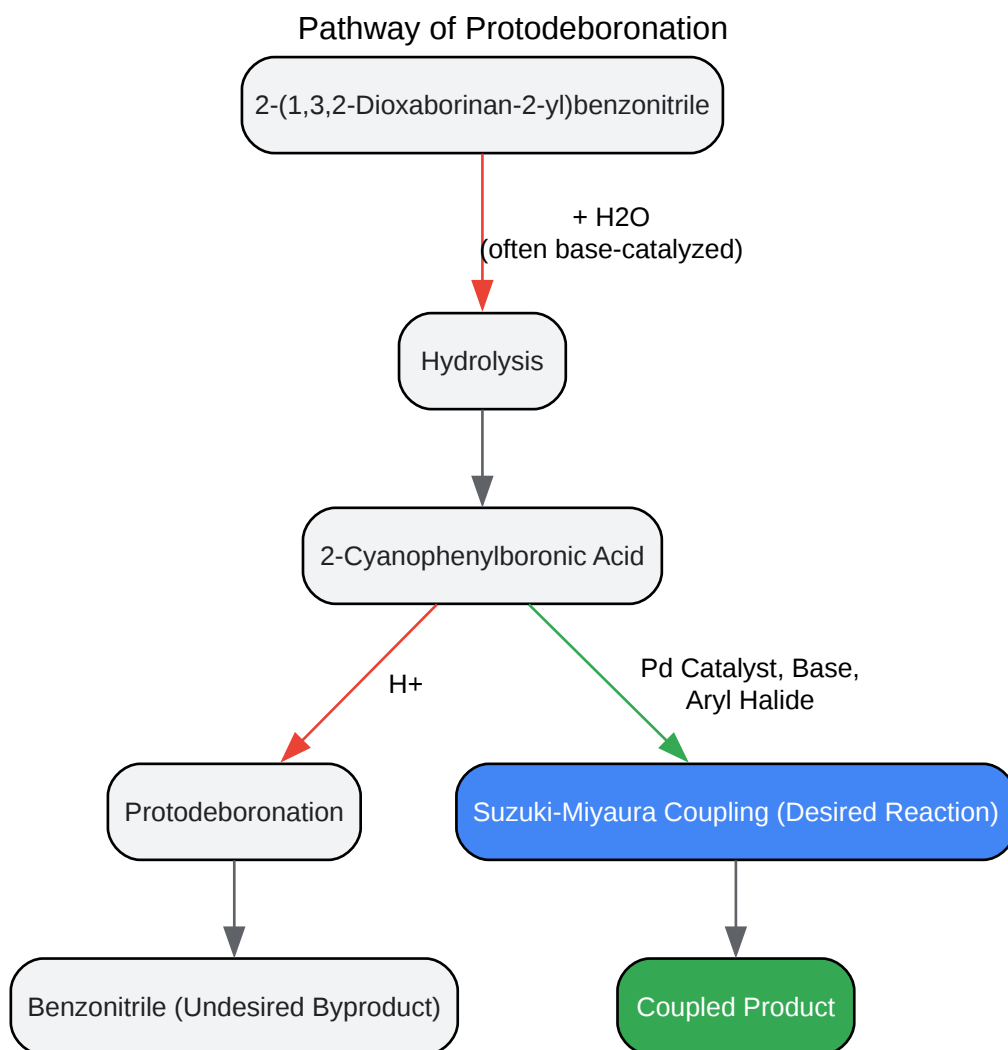 Pathway of Protodeboronation
2-(1,3,2-Dioxaborinan-2-yl)benzonitrile
+ H2O
(often base-catalyzed)
Hydrolysis
2-Cyanophenylboronic Acid
H+
Pd Catalyst, Base,
Aryl Halide
Protodeboronation
Suzuki-Miyaura Coupling (Desired Reaction)
Benzonitrile (Undesired Byproduct)
Coupled Product